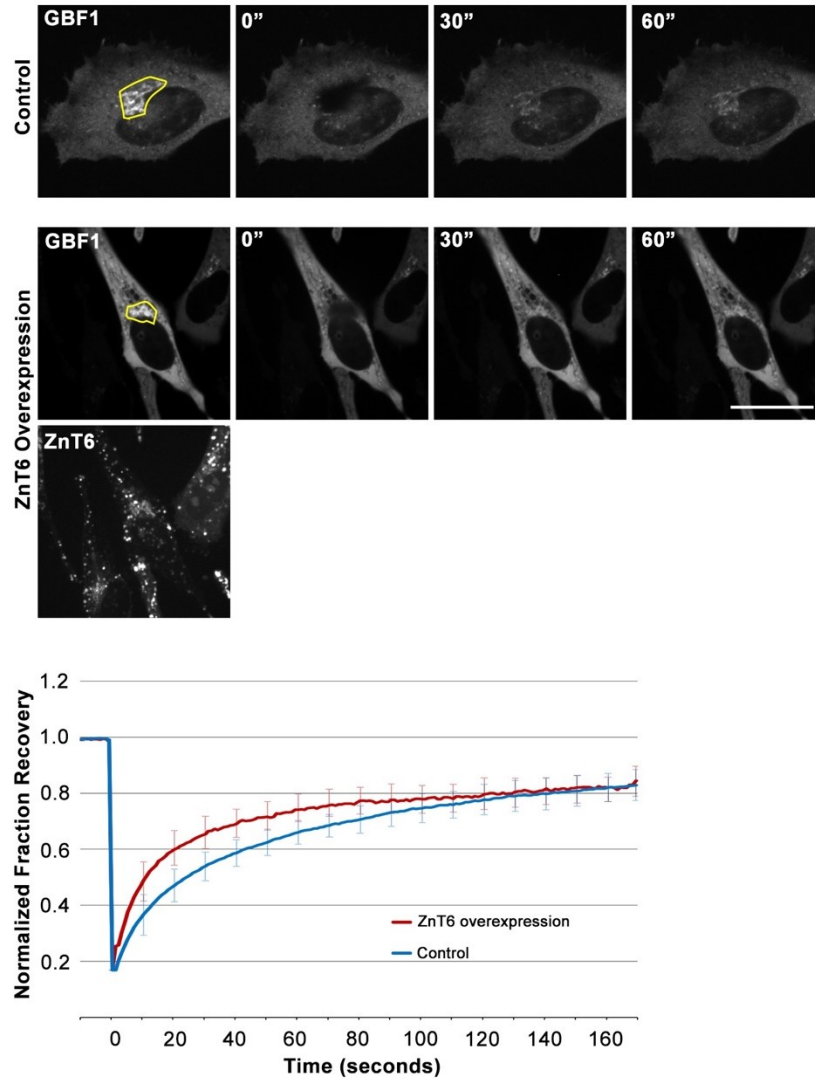 Control
GBF1
0”
30”
60”
ZnT6 Overexpression
GBF1
0”
30”
60”
ZnT6
Normalized Fraction Recovery
1.2
1.0
0.8
0.6
0.4
0.2
ZnT6 overexpression
Control
0 20 40 60 80 100 120 140 160
Time (seconds)